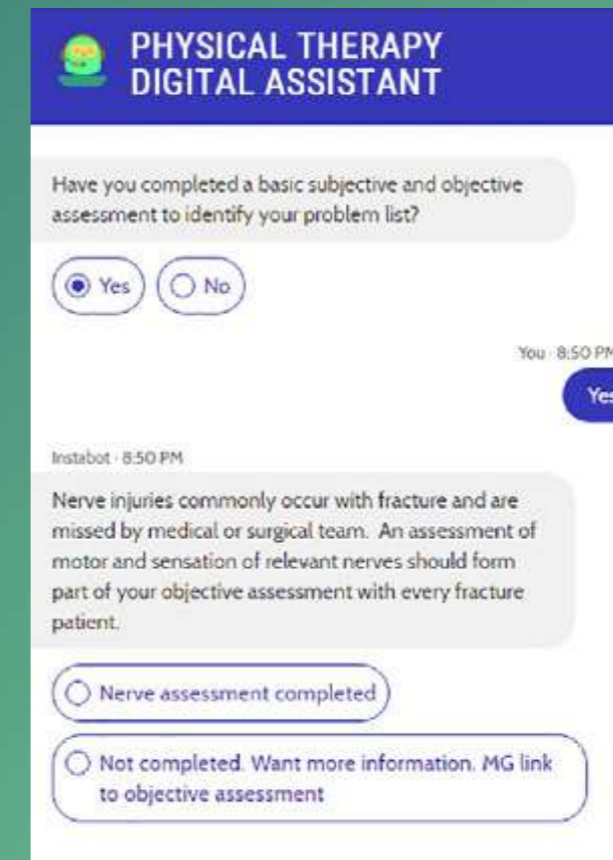 PHYSICAL THERAPY
DIGITAL ASSISTANT
Have you completed a basic subjective and objective
assessment to identify your problem list?
Yes
No
You · 8:50 PM
Yes
Instabot · 8:50 PM
Nerve injuries commonly occur with fracture and are
missed by medical or surgical team. An assessment of
motor and sensation of relevant nerves should form
part of your objective assessment with every fracture
patient.
Nerve assessment completed
Not completed. Want more information. MG link
to objective assessment